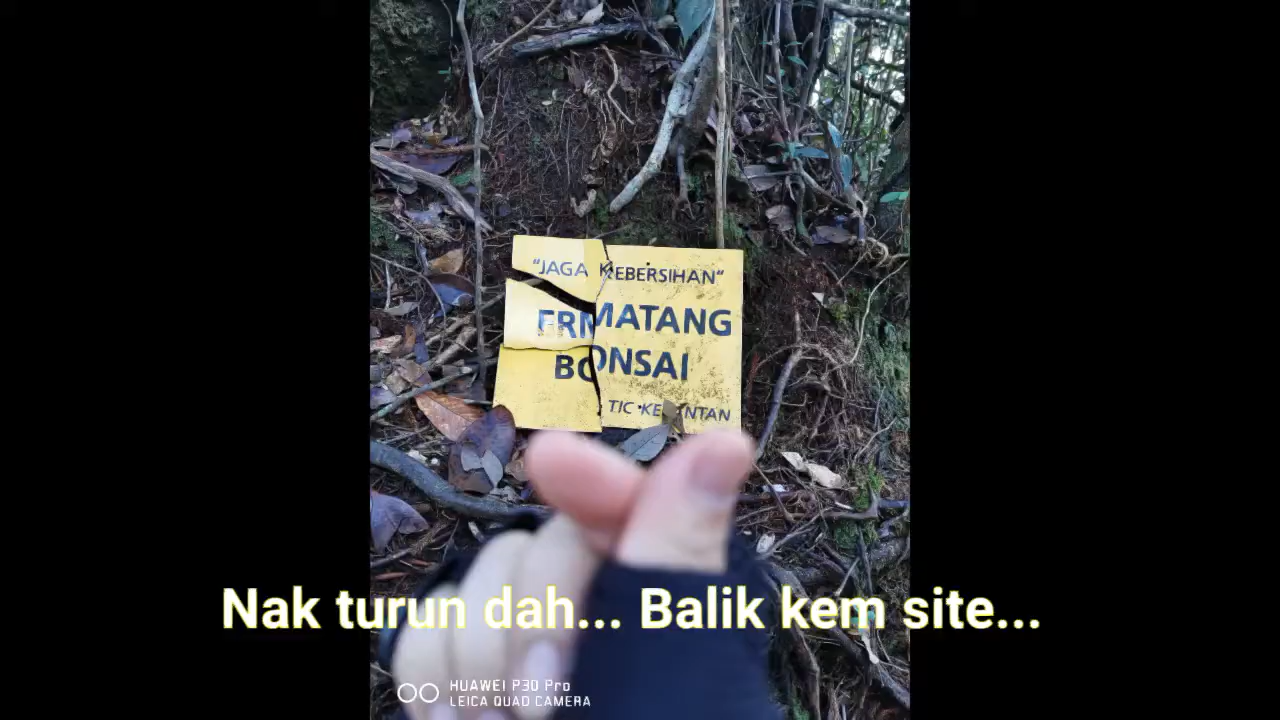 "JAGA KEBERSIHAN"
ERMATANG
BONSAI
TIC KE NTAN
Nak turun dah... Balik kem site...
HUAWEI P30 Pro
LEICA QUAD CAMERA